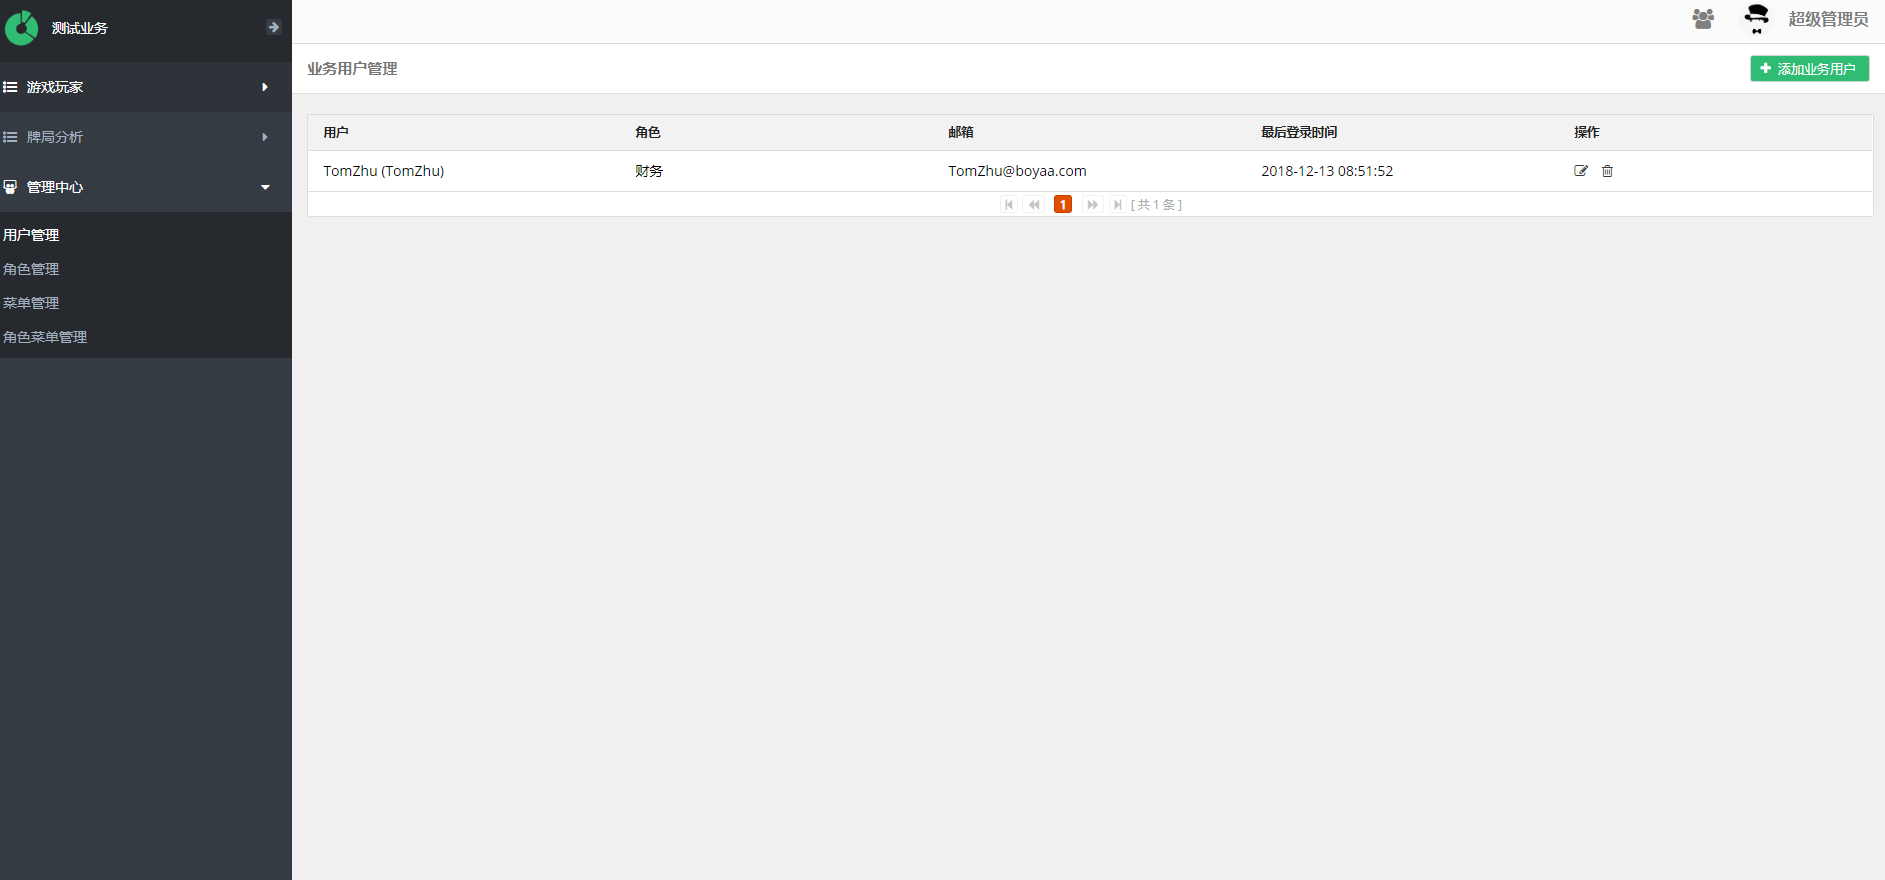 测试业务
游戏玩家
牌局分析
管理中心
用户管理
角色管理
菜单管理
角色菜单管理
超级管理员
业务用户管理
添加业务用户
用户 角色 邮箱 最后登录时间 操作
TomZhu (TomZhu) 财务 TomZhu@boyaa.com 2018-12-13 08:51:52
1 [ 共 1 条 ]